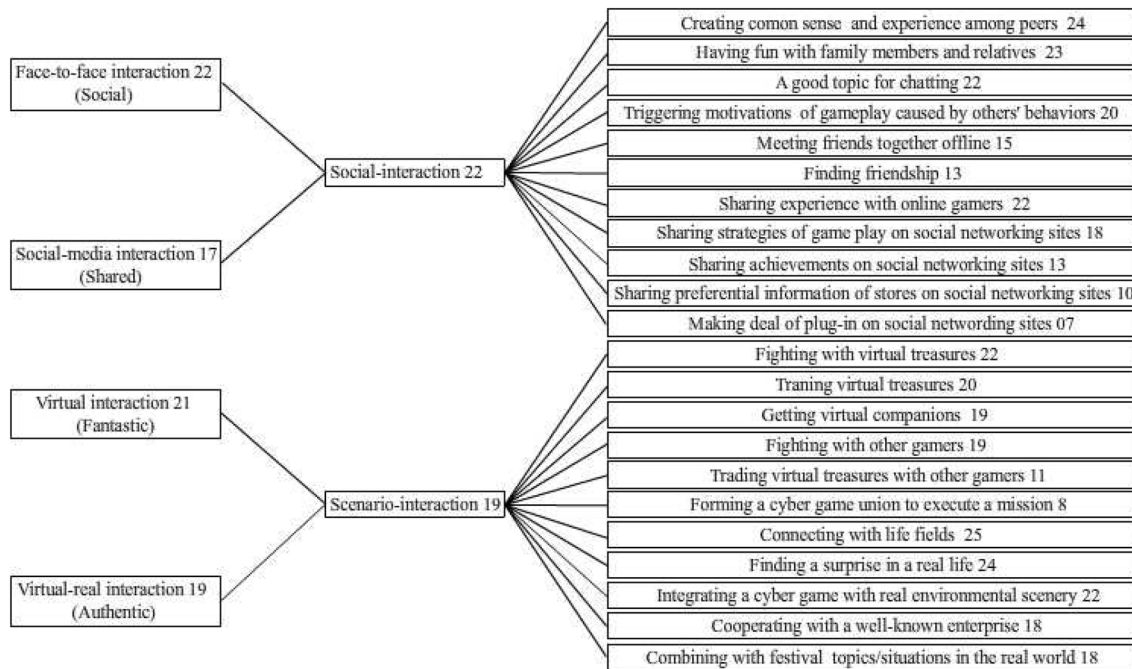 Face-to-face interaction 22
(Social)
Social-media interaction 17
(Shared)
Virtual interaction 21
(Fantastic)
Virtual-real interaction 19
(Authentic)
Social-interaction 22
Scenario-interaction 19
Creating comon sense and experience among peers 24
Having fun with family members and relatives 23
A good topic for chatting 22
Triggering motivations of gameplay caused by others' behaviors 20
Meeting friends together offline 15
Finding friendship 13
Sharing experience with online gamers 22
Sharing strategies of game play on social networking sites 18
Sharing achievements on social networking sites 13
Sharing preferential information of stores on social networking sites 10
Making deal of plug-in on social networding sites 07
Fighting with virtual treasures 22
Traning virtual treasures 20
Getting virtual companions 19
Fighting with other gamers 19
Trading virtual treasures with other gamers 11
Forming a cyber game union to execute a mission 8
Connecting with life fields 25
Finding a surprise in a real life 24
Integrating a cyber game with real environmental scenery 22
Cooperating with a well-known enterprise 18
Combining with festival topics/situations in the real world 18